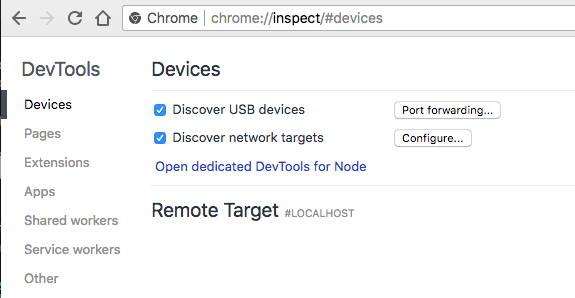 Chrome chrome://inspect/#devices
DevTools
Devices
Pages
Extensions
Apps
Shared workers
Service workers
Other
Devices
Discover USB devices Port forwarding...
Discover network targets Configure...
Open dedicated DevTools for Node
Remote Target #LOCALHOST